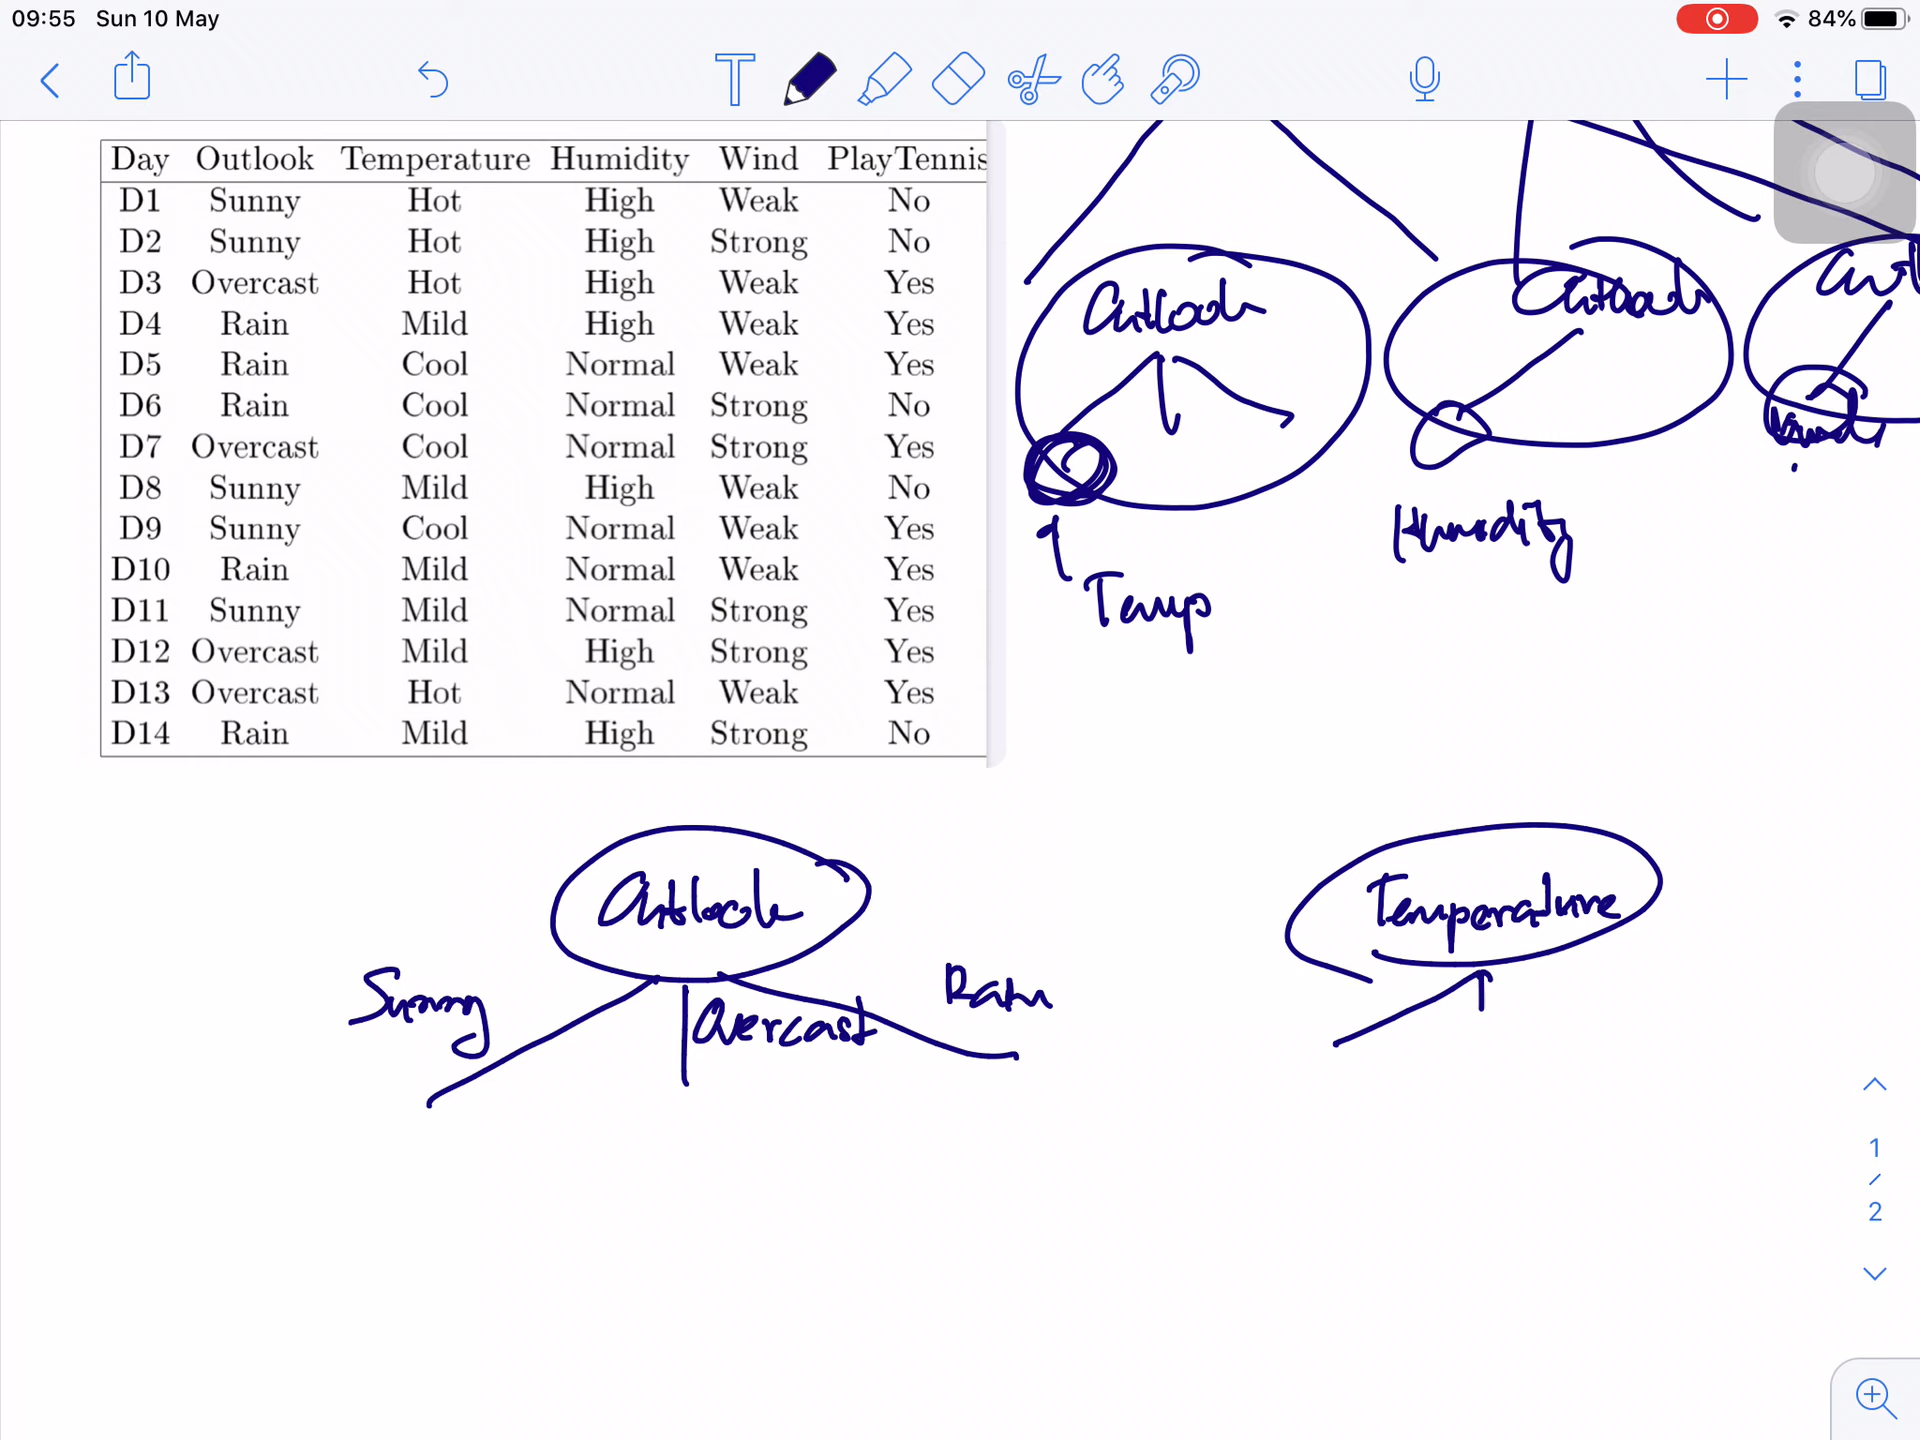 09:55 Sun 10 May 84%
Day Outlook Temperature Humidity Wind PlayTennis
D1 Sunny Hot High Weak No
D2 Sunny Hot High Strong No
D3 Overcast Hot High Weak Yes
D4 Rain Mild High Weak Yes
D5 Rain Cool Normal Weak Yes
D6 Rain Cool Normal Strong No
D7 Overcast Cool Normal Strong Yes
D8 Sunny Mild High Weak No
D9 Sunny Cool Normal Weak Yes
D10 Rain Mild Normal Weak Yes
D11 Sunny Mild Normal Strong Yes
D12 Overcast Mild High Strong Yes
D13 Overcast Hot Normal Weak Yes
D14 Rain Mild High Strong No
Outlook Outlook
Temp
Humidity
Outlook
Sunny Overcast Rain
Temperature
1
/
2